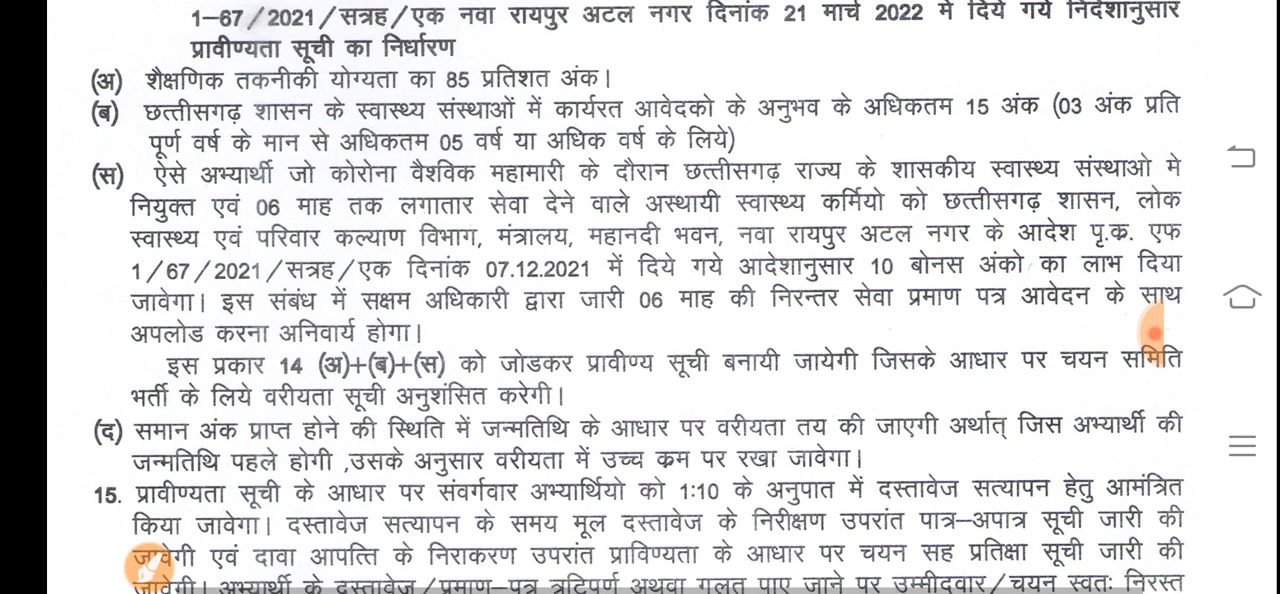 1–67/2021/सत्रह/एक नवा रायपुर अटल नगर दिनांक 21 मार्च 2022 मे दिये गये निर्देशानुसार
प्रावीण्यता सूची का निर्धारण
(अ) शैक्षणिक तकनीकी योग्यता का 85 प्रतिशत अंक।
(ब) छत्तीसगढ़ शासन के स्वास्थ्य संस्थाओं में कार्यरत आवेदको के अनुभव के अधिकतम 15 अंक (03 अंक प्रति
पूर्ण वर्ष के मान से अधिकतम 05 वर्ष या अधिक वर्ष के लिये)
(स) ऐसे अभ्यार्थी जो कोरोना वैश्विक महामारी के दौरान छत्तीसगढ़ राज्य के शासकीय स्वास्थ्य संस्थाओ मे
नियुक्त एवं 06 माह तक लगातार सेवा देने वाले अस्थायी स्वास्थ्य कर्मियो को छत्तीसगढ़ शासन, लोक
स्वास्थ्य एवं परिवार कल्याण विभाग, मंत्रालय, महानदी भवन, नवा रायपुर अटल नगर के आदेश पृ.क्र. एफ
1/67/2021/सत्रह/एक दिनांक 07.12.2021 में दिये गये आदेशानुसार 10 बोनस अंको का लाभ दिया
जावेगा। इस संबंध में सक्षम अधिकारी द्वारा जारी 06 माह की निरन्तर सेवा प्रमाण पत्र आवेदन के साथ
अपलोड करना अनिवार्य होगा।
इस प्रकार 14 (अ)+(ब)+(स) को जोडकर प्रावीण्य सूची बनायी जायेगी जिसके आधार पर चयन समिति
भर्ती के लिये वरीयता सूची अनुशंसित करेगी।
(द) समान अंक प्राप्त होने की स्थिति में जन्मतिथि के आधार पर वरीयता तय की जाएगी अर्थात् जिस अभ्यार्थी की
जन्मतिथि पहले होगी ,उसके अनुसार वरीयता में उच्च क्रम पर रखा जावेगा।
15. प्रावीण्यता सूची के आधार पर संवर्गवार अभ्यार्थियो को 1:10 के अनुपात में दस्तावेज सत्यापन हेतु आमंत्रित
किया जावेगा। दस्तावेज सत्यापन के समय मूल दस्तावेज के निरीक्षण उपरांत पात्र–अपात्र सूची जारी की
जावेगी एवं दावा आपत्ति के निराकरण उपरांत प्राविण्यता के आधार पर चयन सह प्रतिक्षा सूची जारी की
जावेगी। अभ्यार्थी के दस्तावेज/प्रमाण–पत्र त्रुटिपूर्ण अथवा गलत पाए जाने पर उम्मीदवार/चयन स्वतः निरस्त